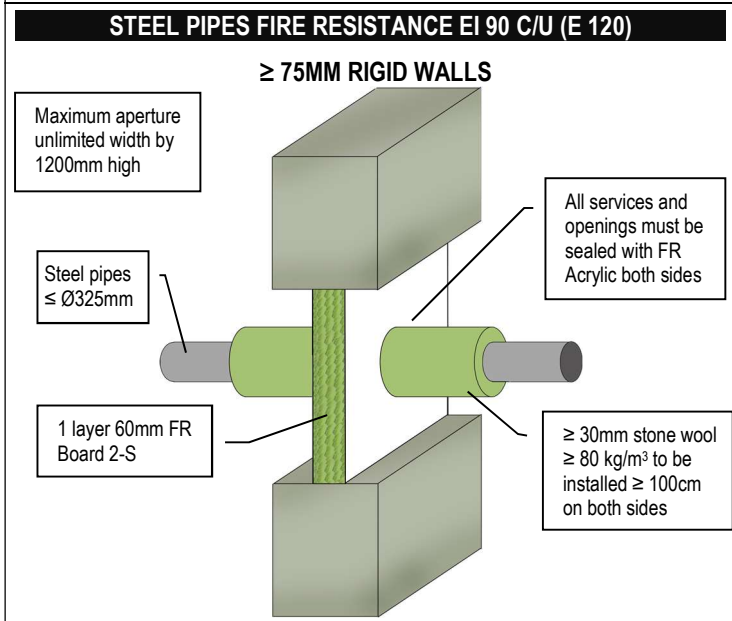 STEEL PIPES FIRE RESISTANCE EI 90 C/U (E 120)
≥ 75MM RIGID WALLS
Maximum aperture
unlimited width by
1200mm high
All services and
openings must be
sealed with FR
Acrylic both sides
Steel pipes
≤ Ø325mm
1 layer 60mm FR
Board 2-S
≥ 30mm stone wool
≥ 80 kg/m³ to be
installed ≥ 100cm
on both sides